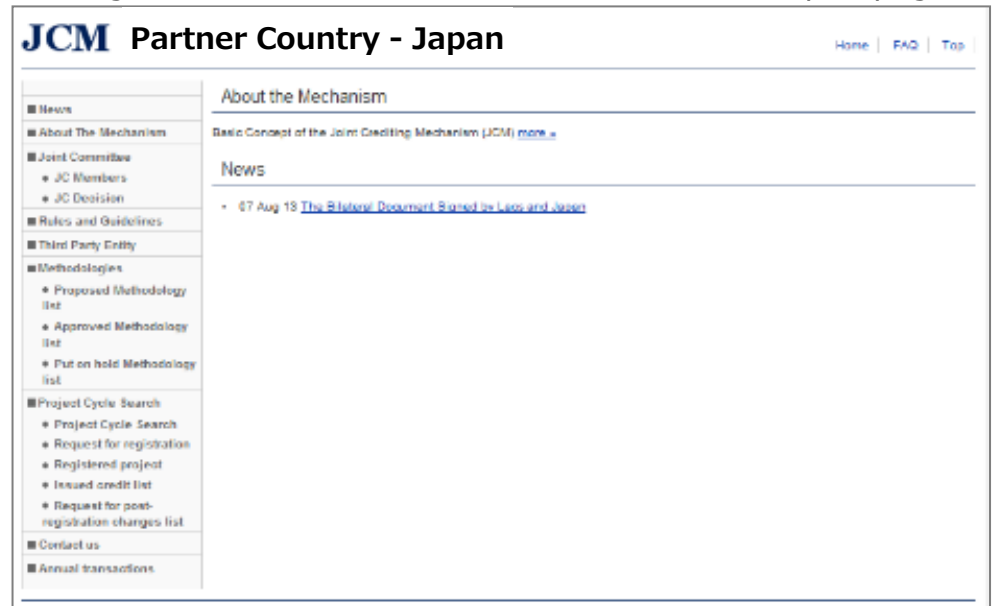 JCM Partner Country - Japan
Home | FAQ | Top |
News
About The Mechanism
Joint Committee
JC Members
JC Decision
Rules and Guidelines
Third Party Entity
Methodologies
Proposed Methodology
list
Approved Methodology
list
Put on hold Methodology
list
Project Cycle Search
Project Cycle Search
Request for registration
Registered project
Issued credit list
Request for post-
registration changes list
Contact us
Annual transactions
About the Mechanism
Basic Concept of the Joint Crediting Mechanism (JCM) more »
News
07 Aug 13 The Bilateral Document Signed by Laos and Japan